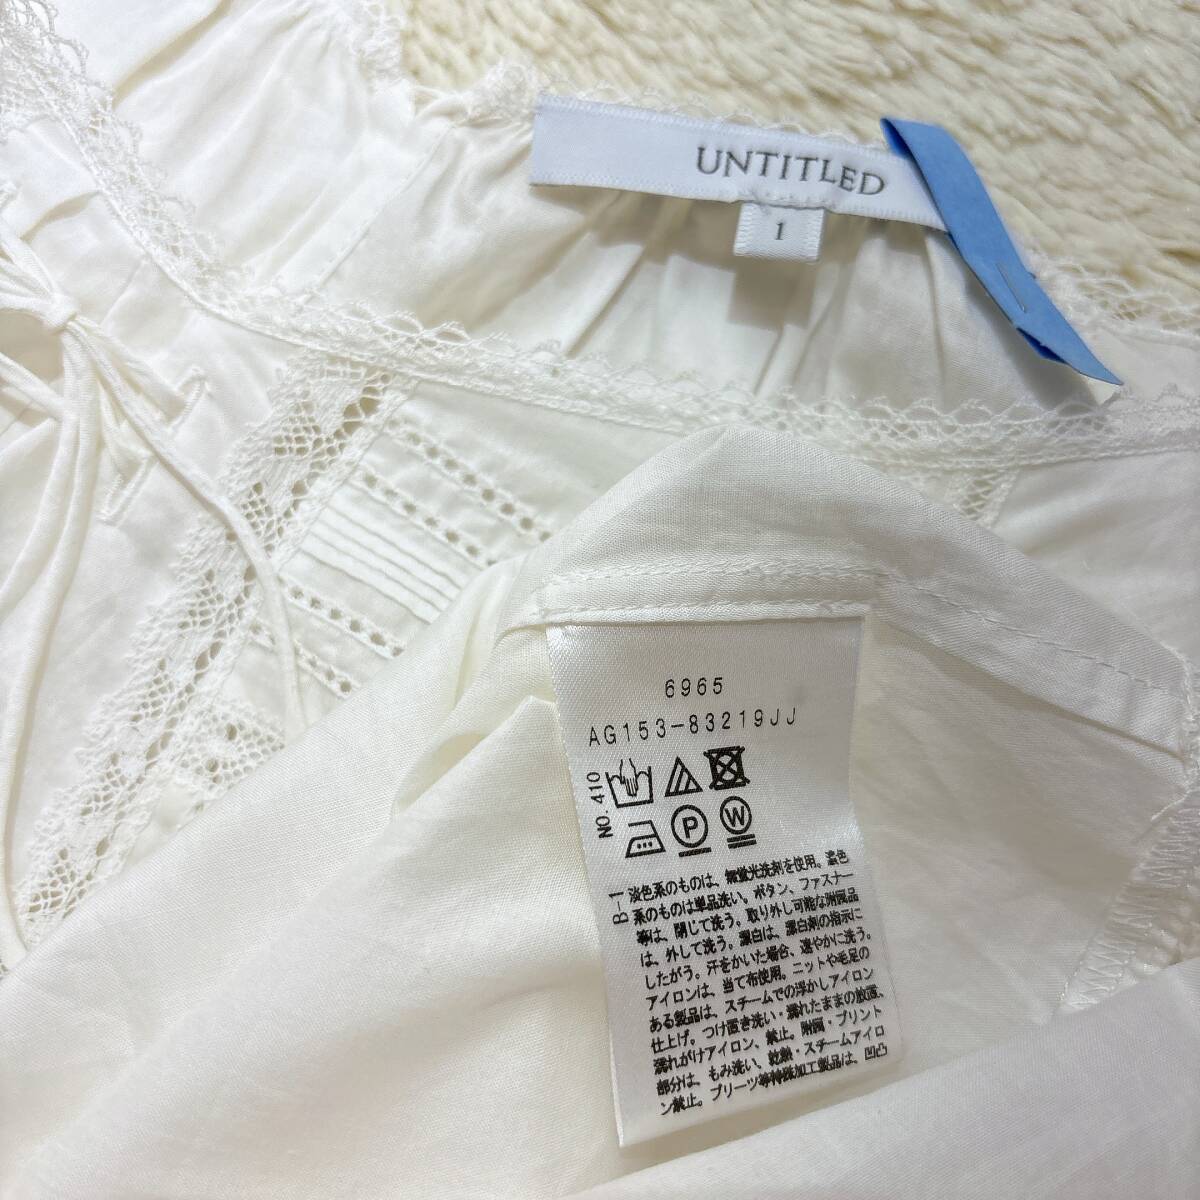 UNTITLED
1
6965
AG153-83219JJ
NO.410
P
W
B-1
淡色系のものは、無蛍光洗剤を使用。濃色
系のものは単品洗い。ボタン、ファスナー
等は、閉じて洗う。取り外し可能な附属品
は、外して洗う。漂白は、漂白剤の指示に
したがう。汗をかいた場合、速やかに洗う。
アイロンは、当て布使用。ニットや毛足の
ある製品は、スチームでの浮かしアイロン
仕上げ。つけ置き洗い・濡れたままの放置、
濡れがけアイロン、禁止。附属・プリント
部分は、もみ洗い、乾熱・スチームアイロ
ン禁止。プリーツ等特殊加工製品は、凹凸